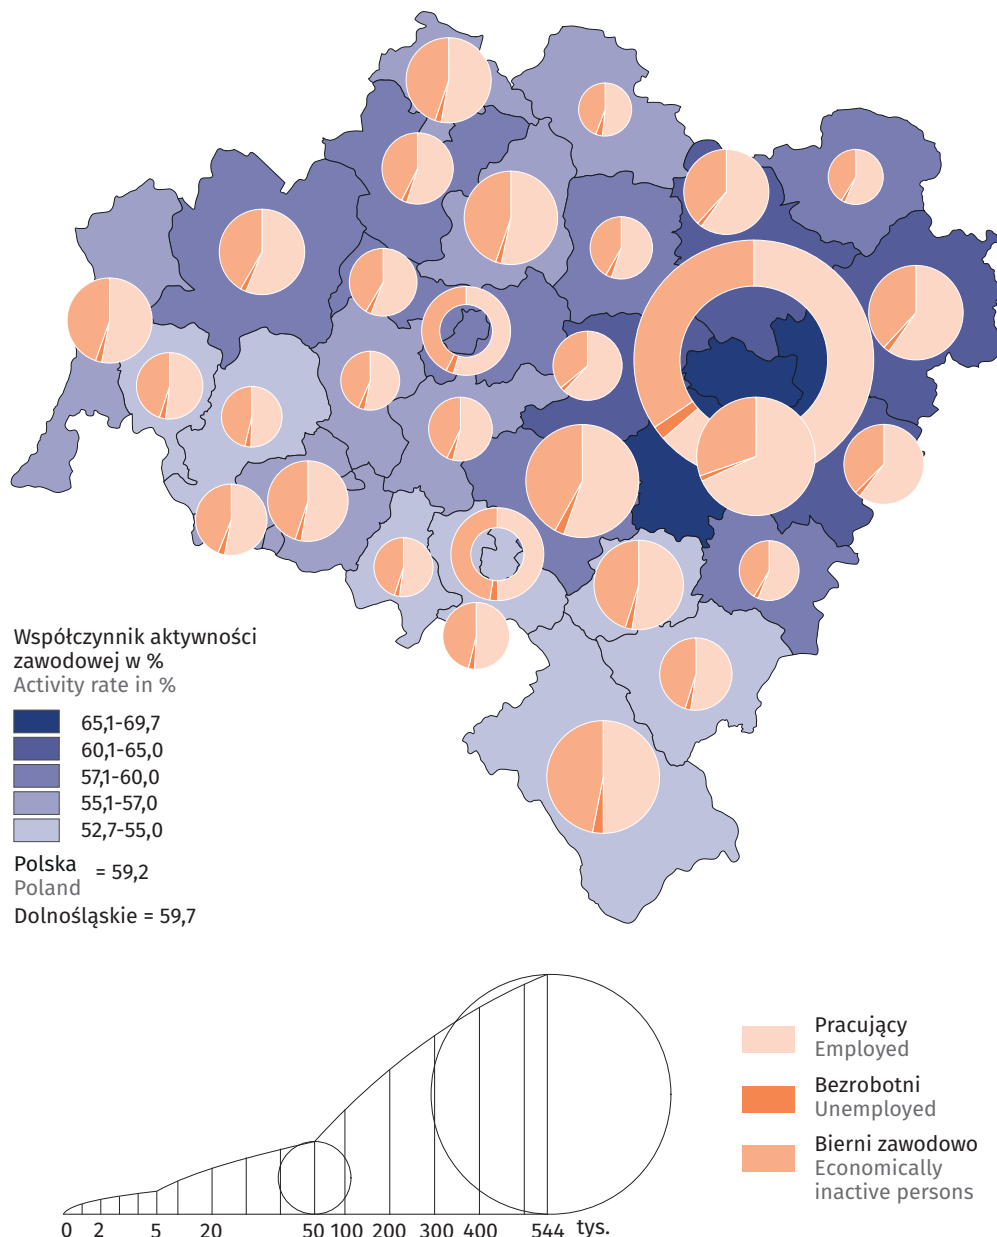 Współczynnik aktywności
zawodowej w %
Activity rate in %
65,1-69,7
60,1-65,0
57,1-60,0
55,1-57,0
52,7-55,0
Polska
Poland = 59,2
Dolnośląskie = 59,7
0 2 5 20 50 100 200 300 400 544 tys.
Pracujący
Employed
Bezrobotni
Unemployed
Bierni zawodowo
Economically
inactive persons